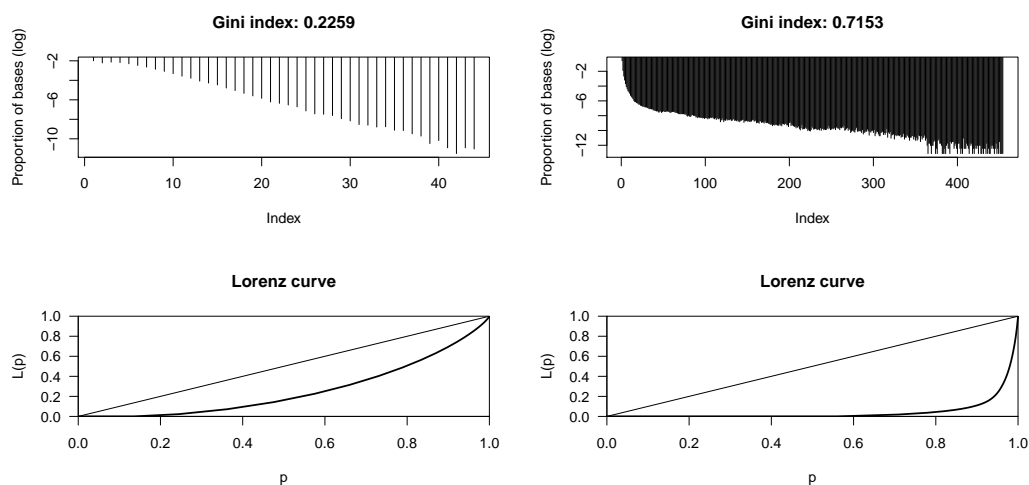 Gini index: 0.2259
Proportion of bases (log)
−2
−6
−10
0 10 20 30 40
Index
Gini index: 0.7153
Proportion of bases (log)
−2
−6
−12
0 100 200 300 400
Index
Lorenz curve
L(p)
1.0
0.8
0.6
0.4
0.2
0.0
0.0 0.2 0.4 0.6 0.8 1.0
p
Lorenz curve
L(p)
1.0
0.8
0.6
0.4
0.2
0.0
0.0 0.2 0.4 0.6 0.8 1.0
p